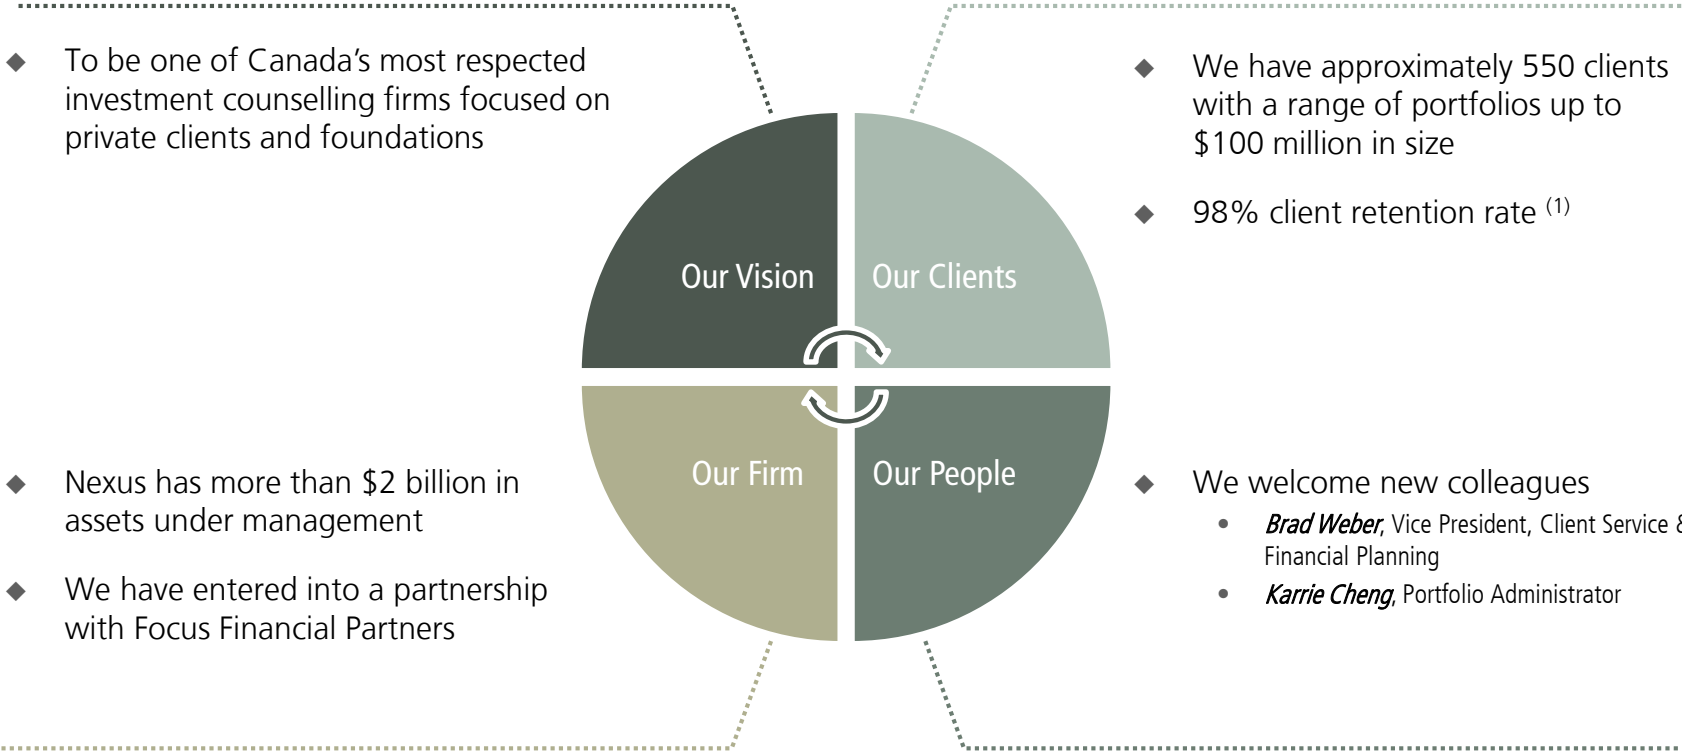 To be one of Canada's most respected
investment counselling firms focused on
private clients and foundations
We have approximately 550 clients
with a range of portfolios up to
$100 million in size
98% client retention rate (1)
Our Vision
Our Clients
Our Firm
Our People
Nexus has more than $2 billion in
assets under management
We have entered into a partnership
with Focus Financial Partners
We welcome new colleagues
Brad Weber, Vice President, Client Service &
Financial Planning
Karrie Cheng, Portfolio Administrator